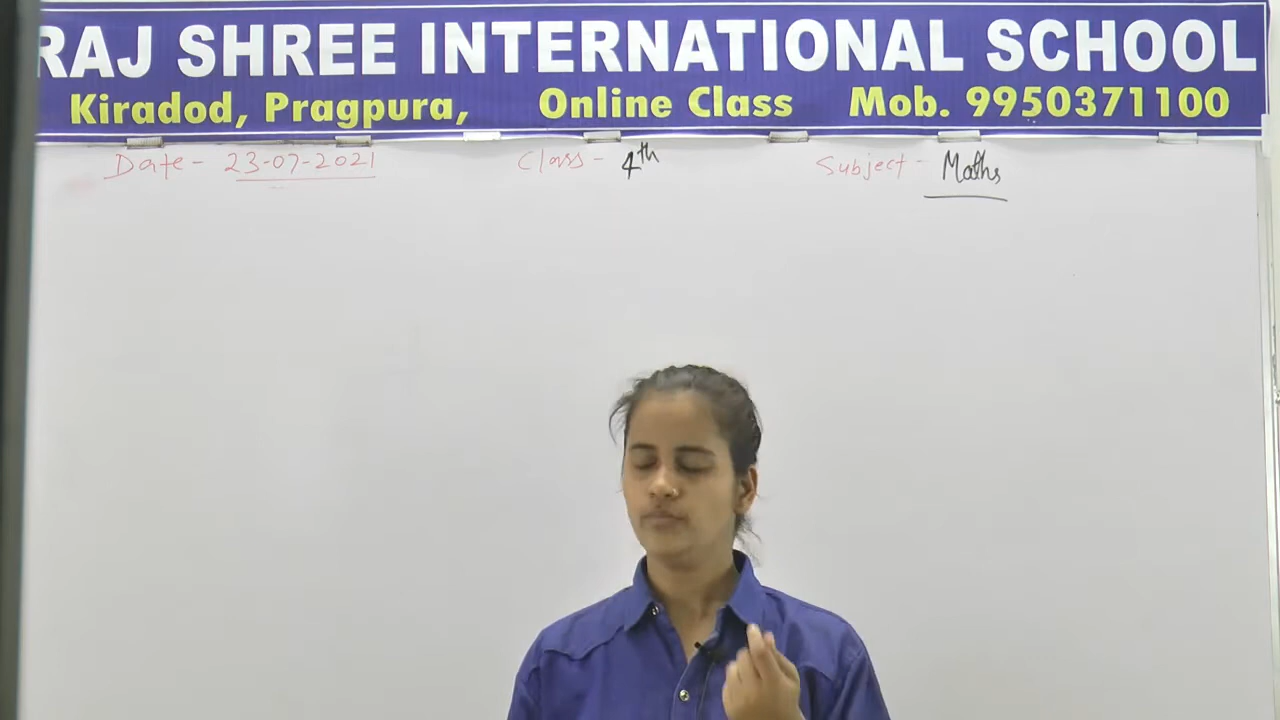 RAJ SHREE INTERNATIONAL SCHOOL
Kiradod, Pragpura, Online Class Mob. 9950371100
Date - 23-07-2021 Class - 4th Subject - Maths